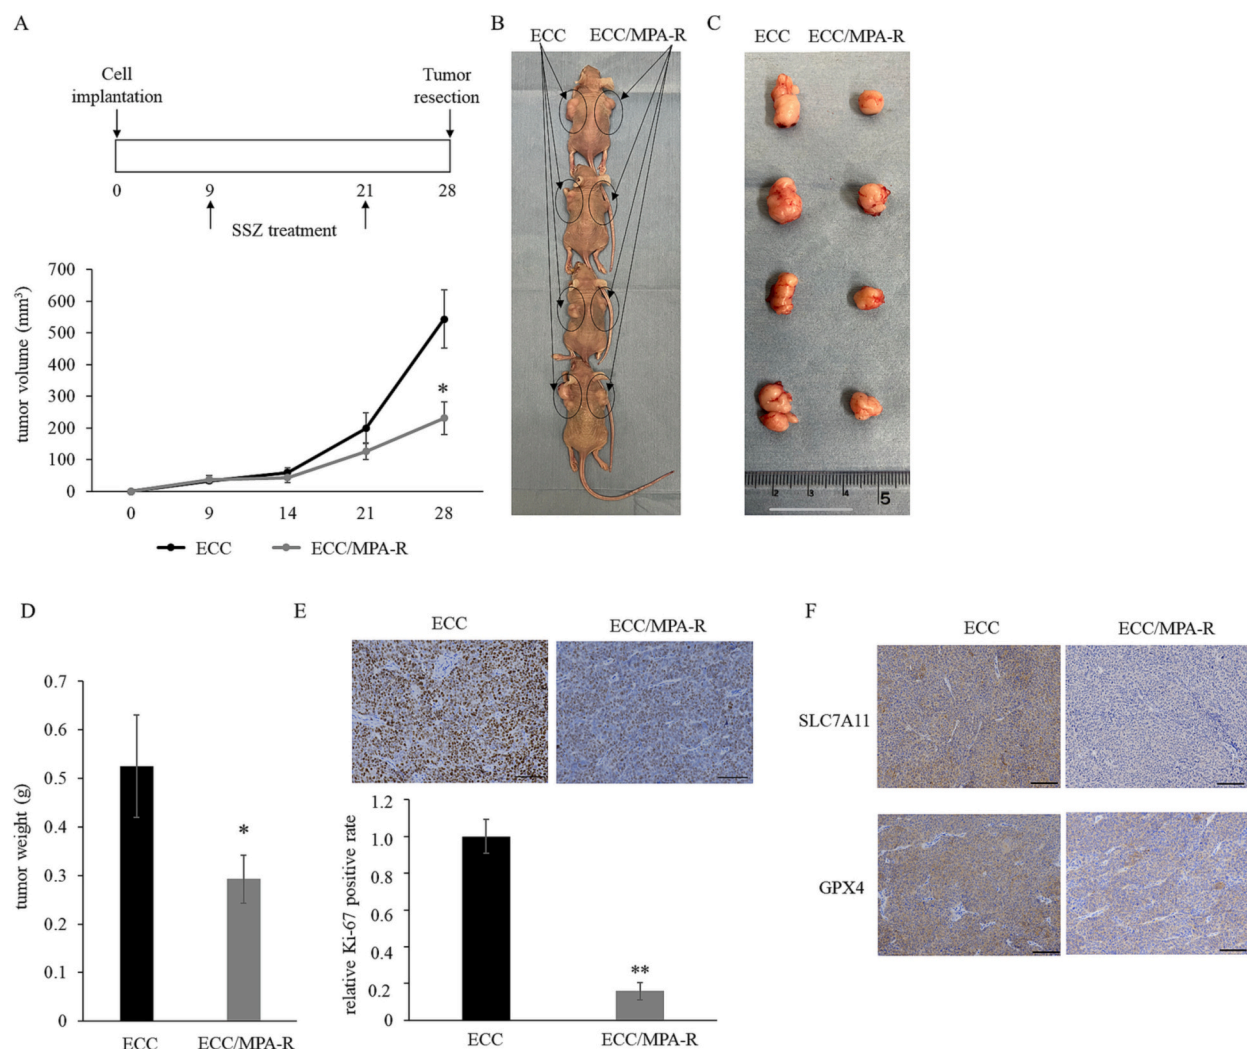 A
Cell
implantation
Tumor
resection
0
9
21
28
SSZ treatment
tumor volume (mm³)
700
600
500
400
300
200
100
0
*
0
9
14
21
28
ECC
ECC/MPA-R
B
ECC
ECC/MPA-R
C
ECC
ECC/MPA-R
2
3
4
5
D
tumor weight (g)
0.7
0.6
0.5
0.4
0.3
0.2
0.1
0
*
ECC
ECC/MPA-R
E
ECC
ECC/MPA-R
relative Ki-67 positive rate
1.2
1.0
0.8
0.6
0.4
0.2
0
**
ECC
ECC/MPA-R
F
ECC
ECC/MPA-R
SLC7A11
GPX4